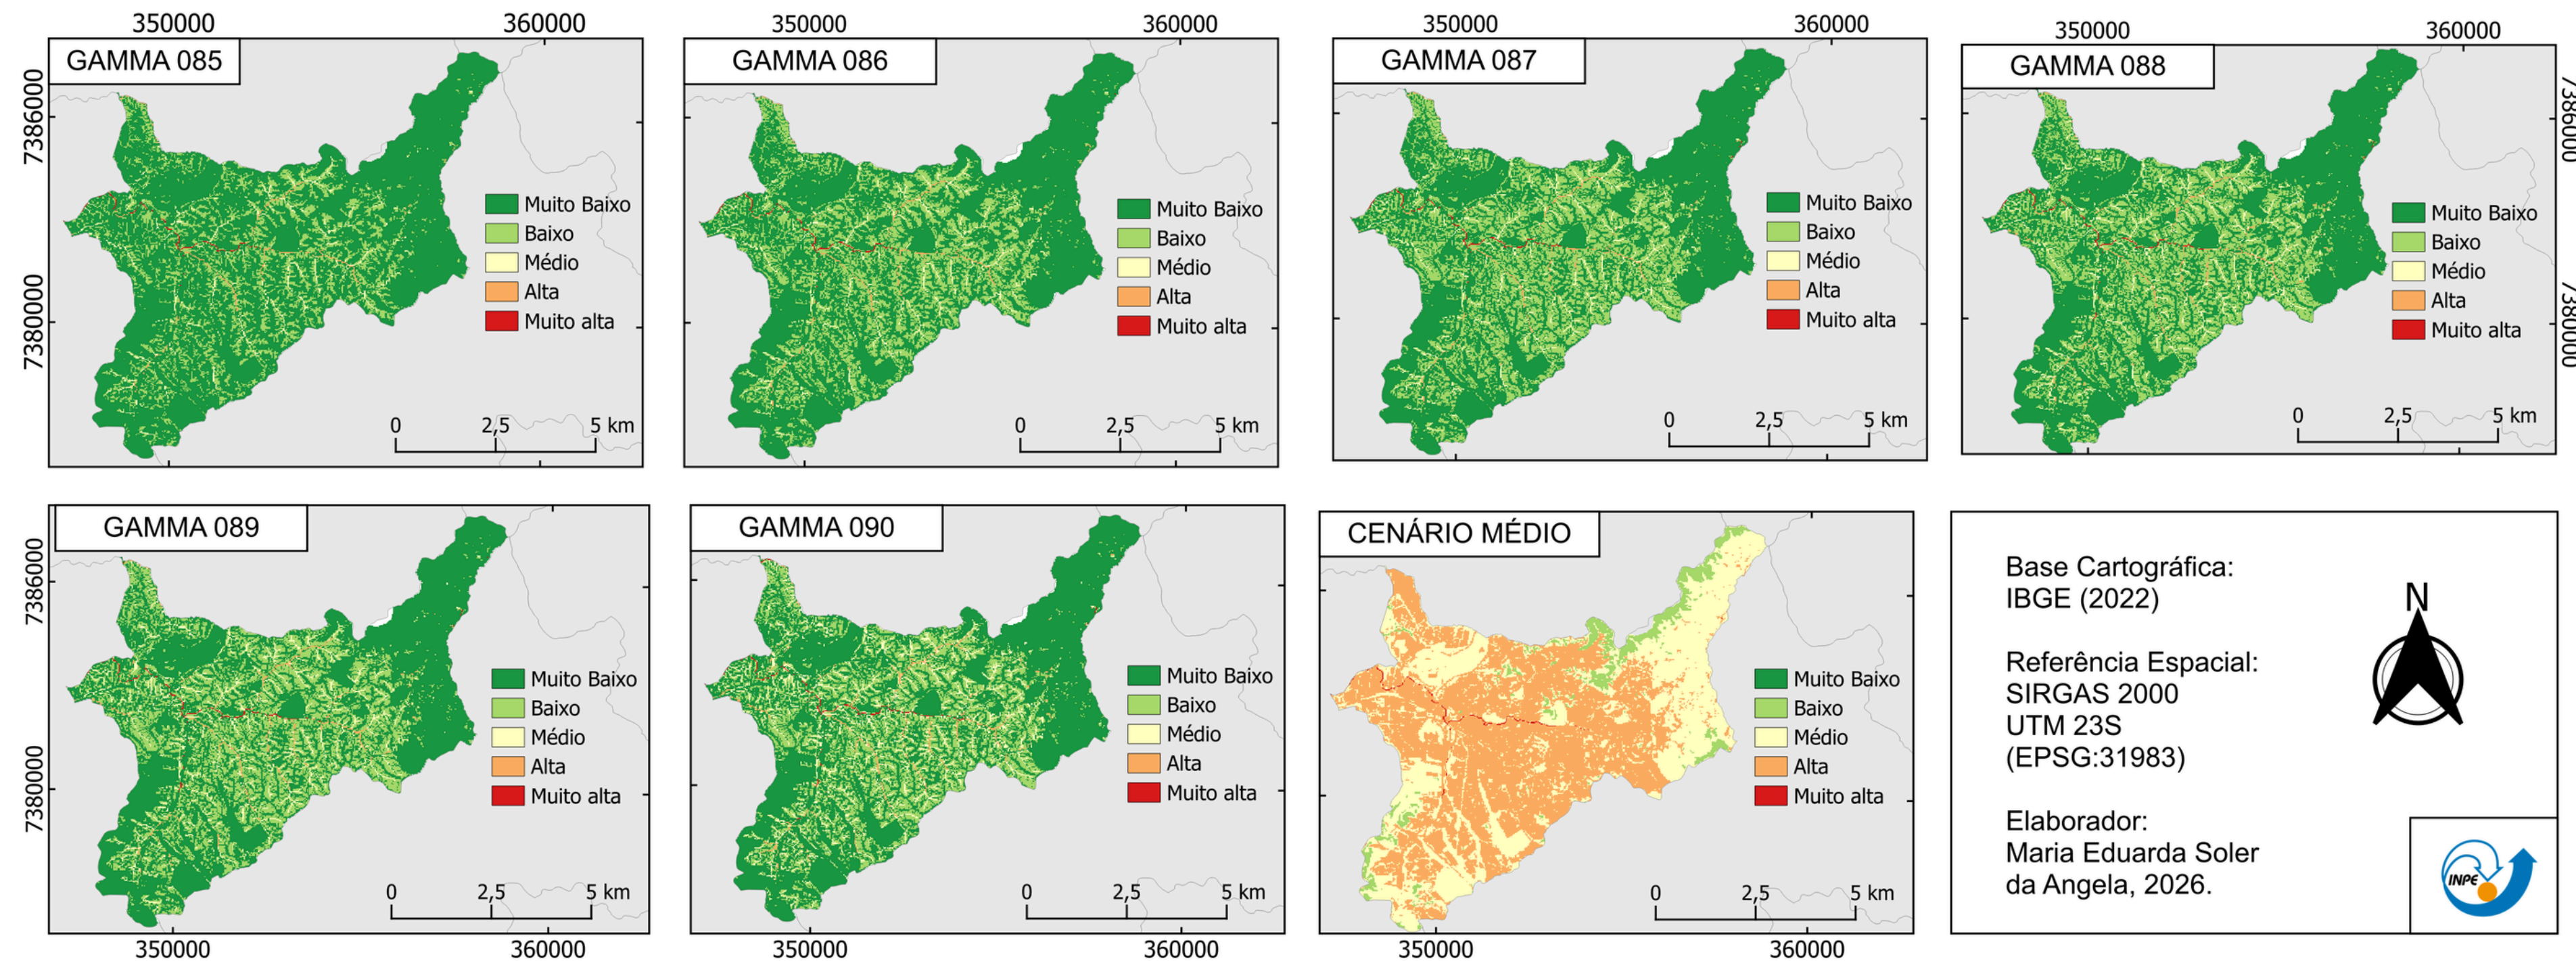 350000 360000
GAMMA 085
7386000
7380000
Muito Baixo
Baixo
Médio
Alta
Muito alta
0 2,5 5 km
350000 360000
GAMMA 086
Muito Baixo
Baixo
Médio
Alta
Muito alta
0 2,5 5 km
350000 360000
GAMMA 087
Muito Baixo
Baixo
Médio
Alta
Muito alta
0 2,5 5 km
350000 360000
GAMMA 088
7386000
7380000
Muito Baixo
Baixo
Médio
Alta
Muito alta
0 2,5 5 km
GAMMA 089
7386000
7380000
Muito Baixo
Baixo
Médio
Alta
Muito alta
0 2,5 5 km
350000 360000
GAMMA 090
Muito Baixo
Baixo
Médio
Alta
Muito alta
0 2,5 5 km
350000 360000
CENÁRIO MÉDIO
Muito Baixo
Baixo
Médio
Alta
Muito alta
0 2,5 5 km
350000 360000
Base Cartográfica:
IBGE (2022)
Referência Espacial:
SIRGAS 2000
UTM 23S
(EPSG:31983)
Elaborador:
Maria Eduarda Soler
da Angela, 2026.
N
INPE